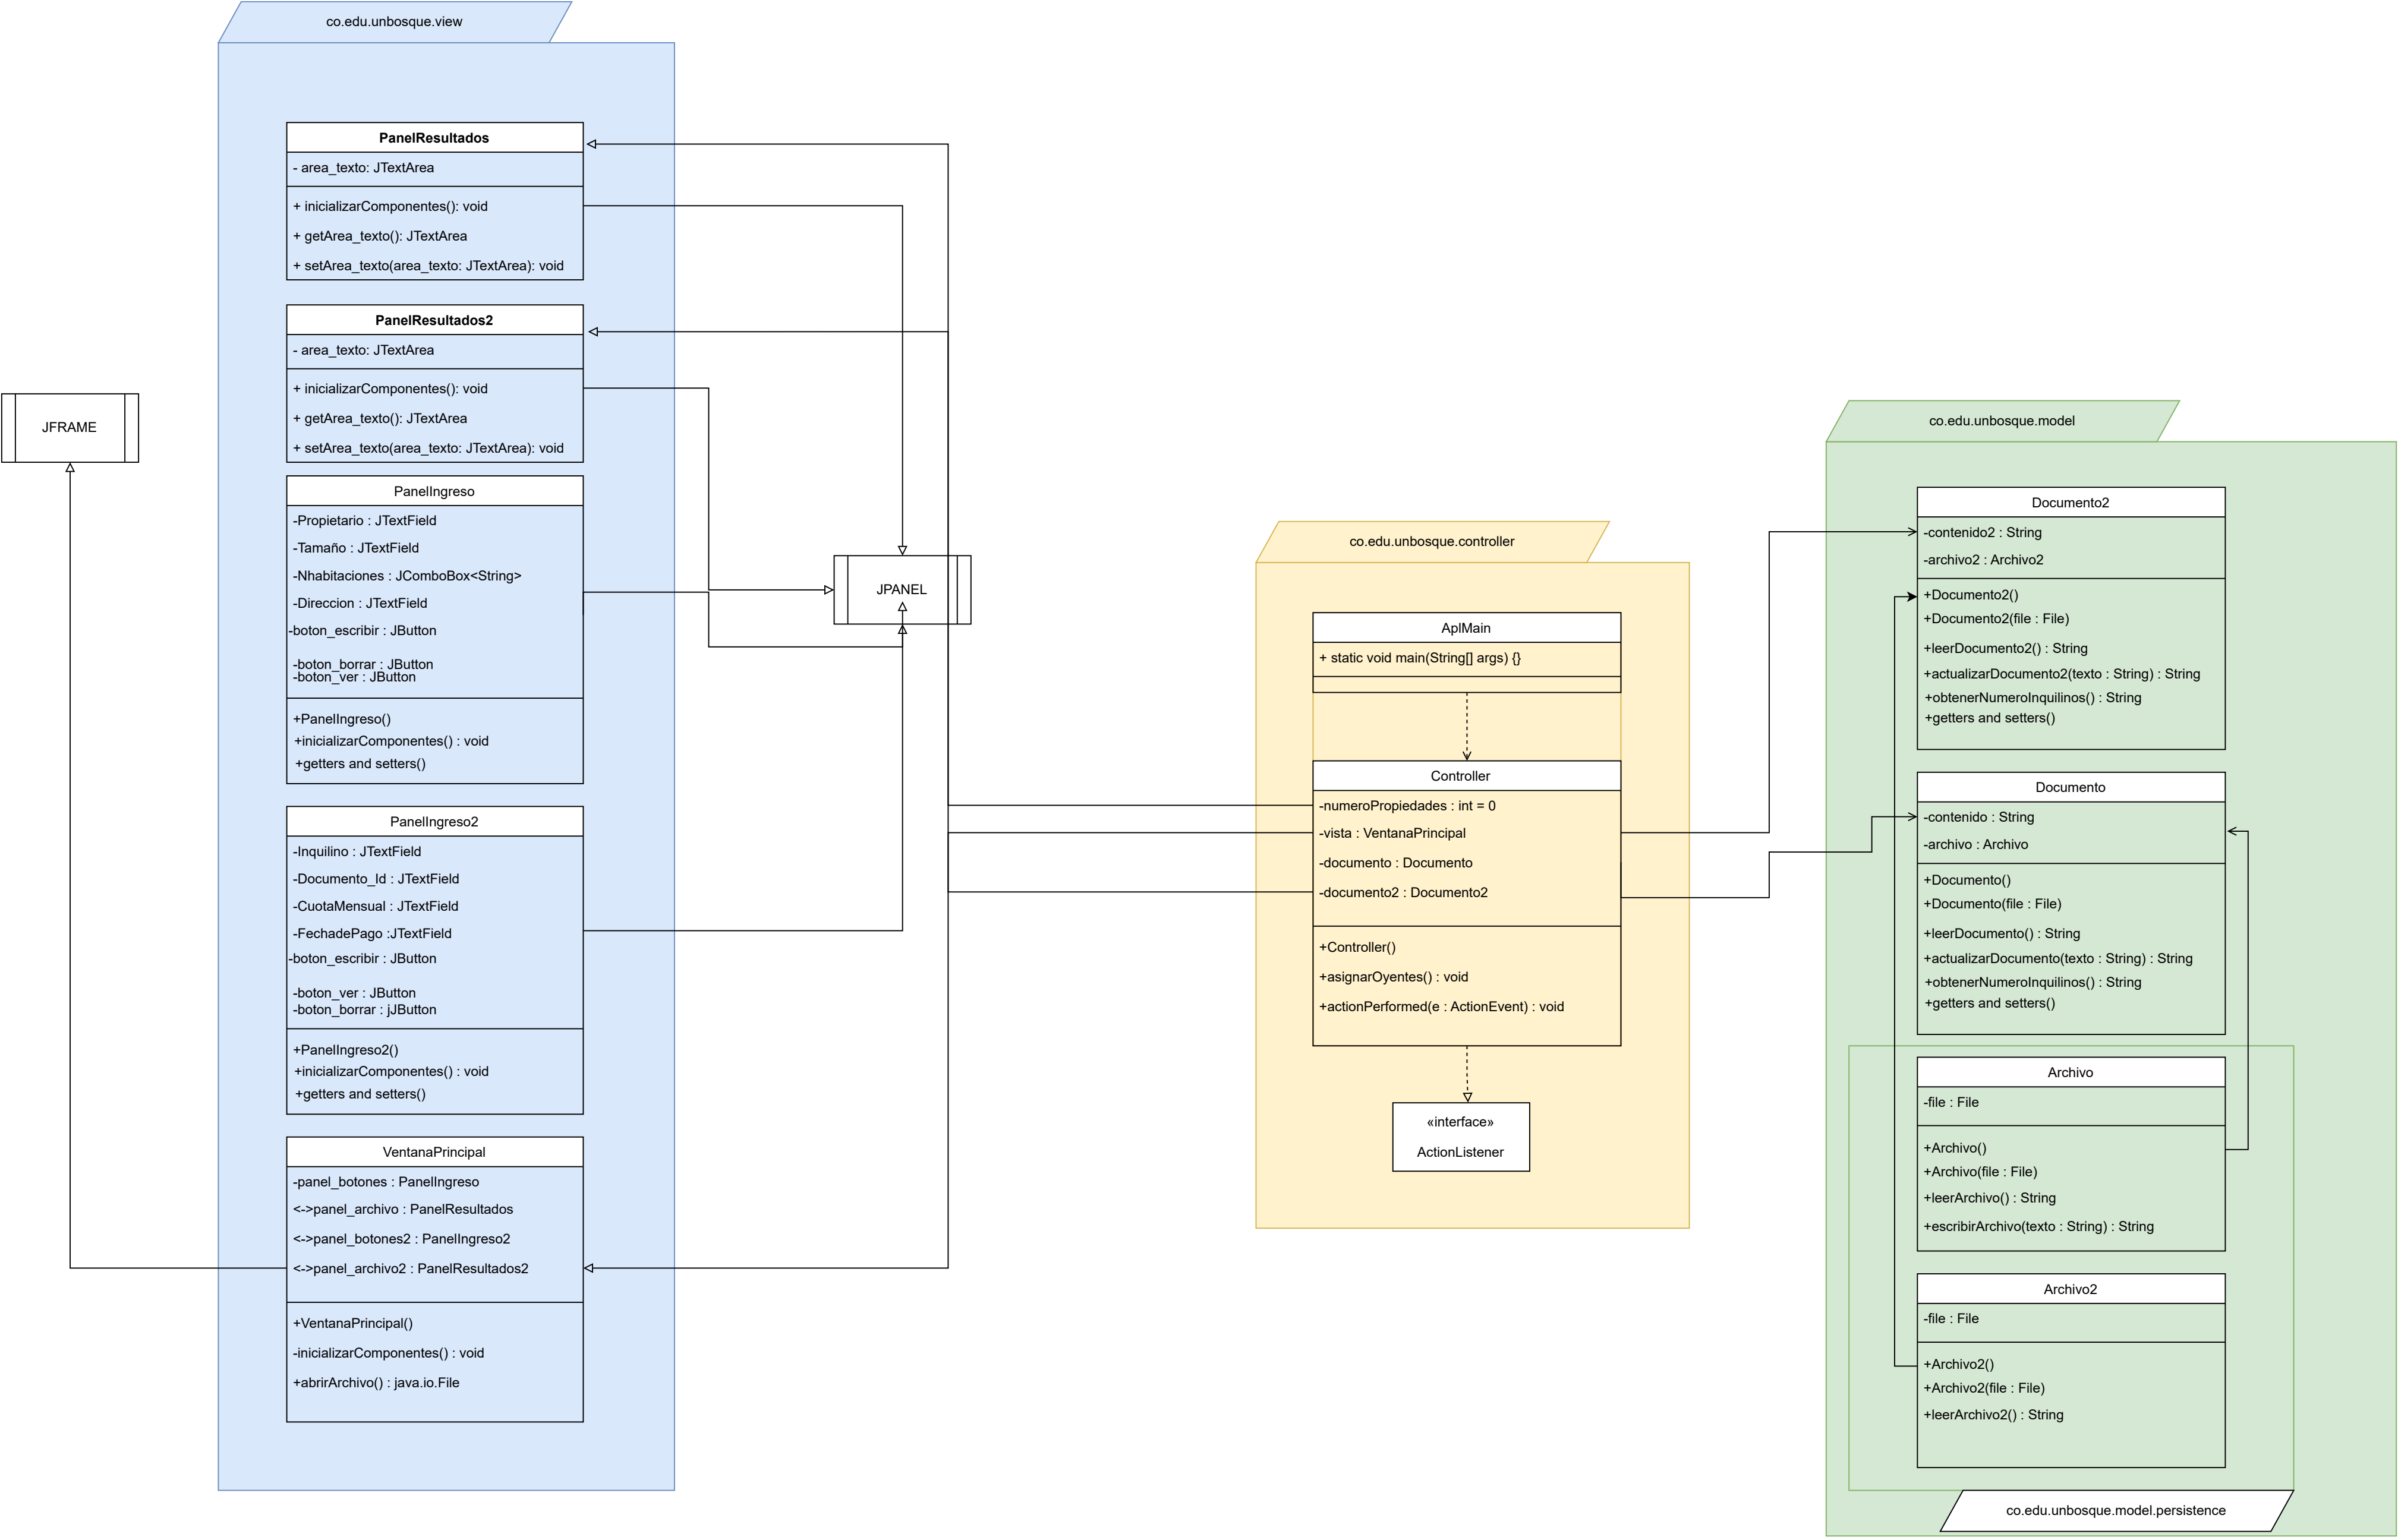 co.edu.unbosque.view
PanelResultados
- area_texto: JTextArea
+ inicializarComponentes(): void
+ getArea_texto(): JTextArea
+ setArea_texto(area_texto: JTextArea): void
PanelResultados2
- area_texto: JTextArea
+ inicializarComponentes(): void
+ getArea_texto(): JTextArea
+ setArea_texto(area_texto: JTextArea): void
JFRAME
PanelIngreso
-Propietario : JTextField
-Tamaño : JTextField
-Nhabitaciones : JComboBox<String>
-Direccion : JTextField
-boton_escribir : JButton
-boton_borrar : JButton
-boton_ver : JButton
+PanelIngreso()
+inicializarComponentes() : void
+getters and setters()
JPANEL
PanelIngreso2
-Inquilino : JTextField
-Documento_Id : JTextField
-CuotaMensual : JTextField
-FechadePago :JTextField
-boton_escribir : JButton
-boton_ver : JButton
-boton_borrar : jJButton
+PanelIngreso2()
+inicializarComponentes() : void
+getters and setters()
VentanaPrincipal
-panel_botones : PanelIngreso
<->panel_archivo : PanelResultados
<->panel_botones2 : PanelIngreso2
<->panel_archivo2 : PanelResultados2
+VentanaPrincipal()
-inicializarComponentes() : void
+abrirArchivo() : java.io.File
co.edu.unbosque.controller
AplMain
+ static void main(String[] args) {}
Controller
-numeroPropiedades : int = 0
-vista : VentanaPrincipal
-documento : Documento
-documento2 : Documento2
+Controller()
+asignarOyentes() : void
+actionPerformed(e : ActionEvent) : void
«interface»
ActionListener
co.edu.unbosque.model
Documento2
-contenido2 : String
-archivo2 : Archivo2
+Documento2()
+Documento2(file : File)
+leerDocumento2() : String
+actualizarDocumento2(texto : String) : String
+obtenerNumeroInquilinos() : String
+getters and setters()
Documento
-contenido : String
-archivo : Archivo
+Documento()
+Documento(file : File)
+leerDocumento() : String
+actualizarDocumento(texto : String) : String
+obtenerNumeroInquilinos() : String
+getters and setters()
Archivo
-file : File
+Archivo()
+Archivo(file : File)
+leerArchivo() : String
+escribirArchivo(texto : String) : String
Archivo2
-file : File
+Archivo2()
+Archivo2(file : File)
+leerArchivo2() : String
co.edu.unbosque.model.persistence